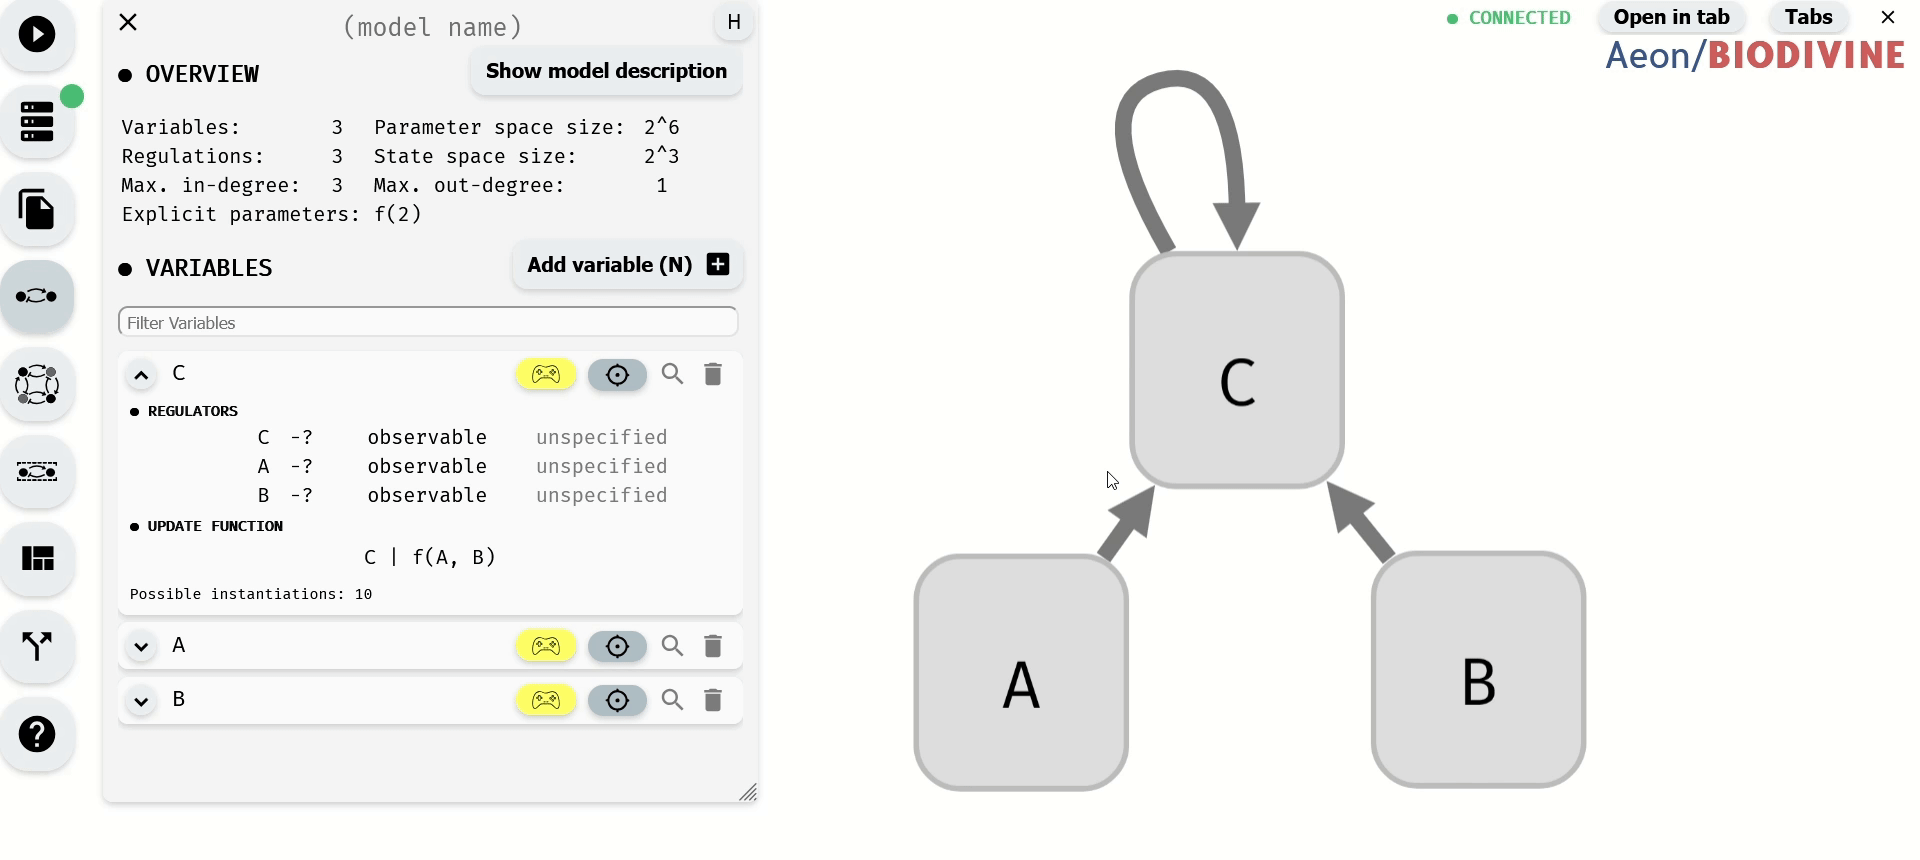 (model name)
H
CONNECTED
Open in tab
Tabs
Aeon/BIODIVINE
OVERVIEW
Show model description
Variables: 3 Parameter space size: 2^6
Regulations: 3 State space size: 2^3
Max. in-degree: 3 Max. out-degree: 1
Explicit parameters: f(2)
VARIABLES
Add variable (N)
Filter Variables
C
REGULATORS
C -? observable unspecified
A -? observable unspecified
B -? observable unspecified
UPDATE FUNCTION
C | f(A, B)
Possible instantiations: 10
A
B
C
A
B